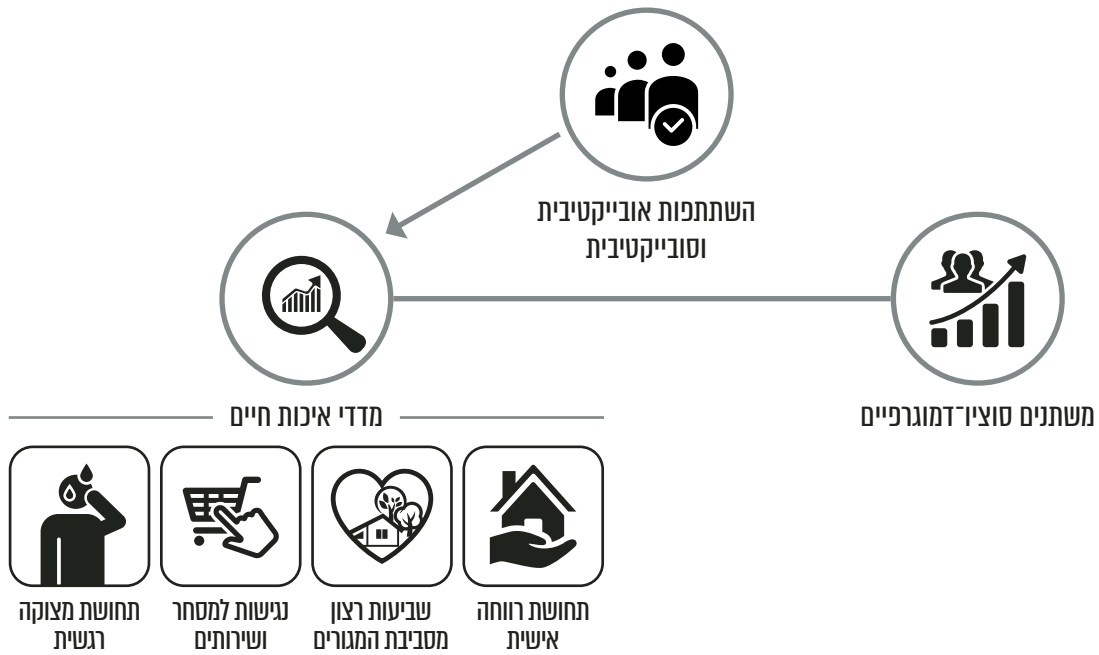 השתתפות אובייקטיבית
וסובייקטיבית
משתנים סוציו־דמוגרפיים
מדדי איכות חיים
תחושת רווחה
אישית
שביעות רצון
מסביבת המגורים
נגישות למסחר
ושירותים
תחושת מצוקה
רגשית